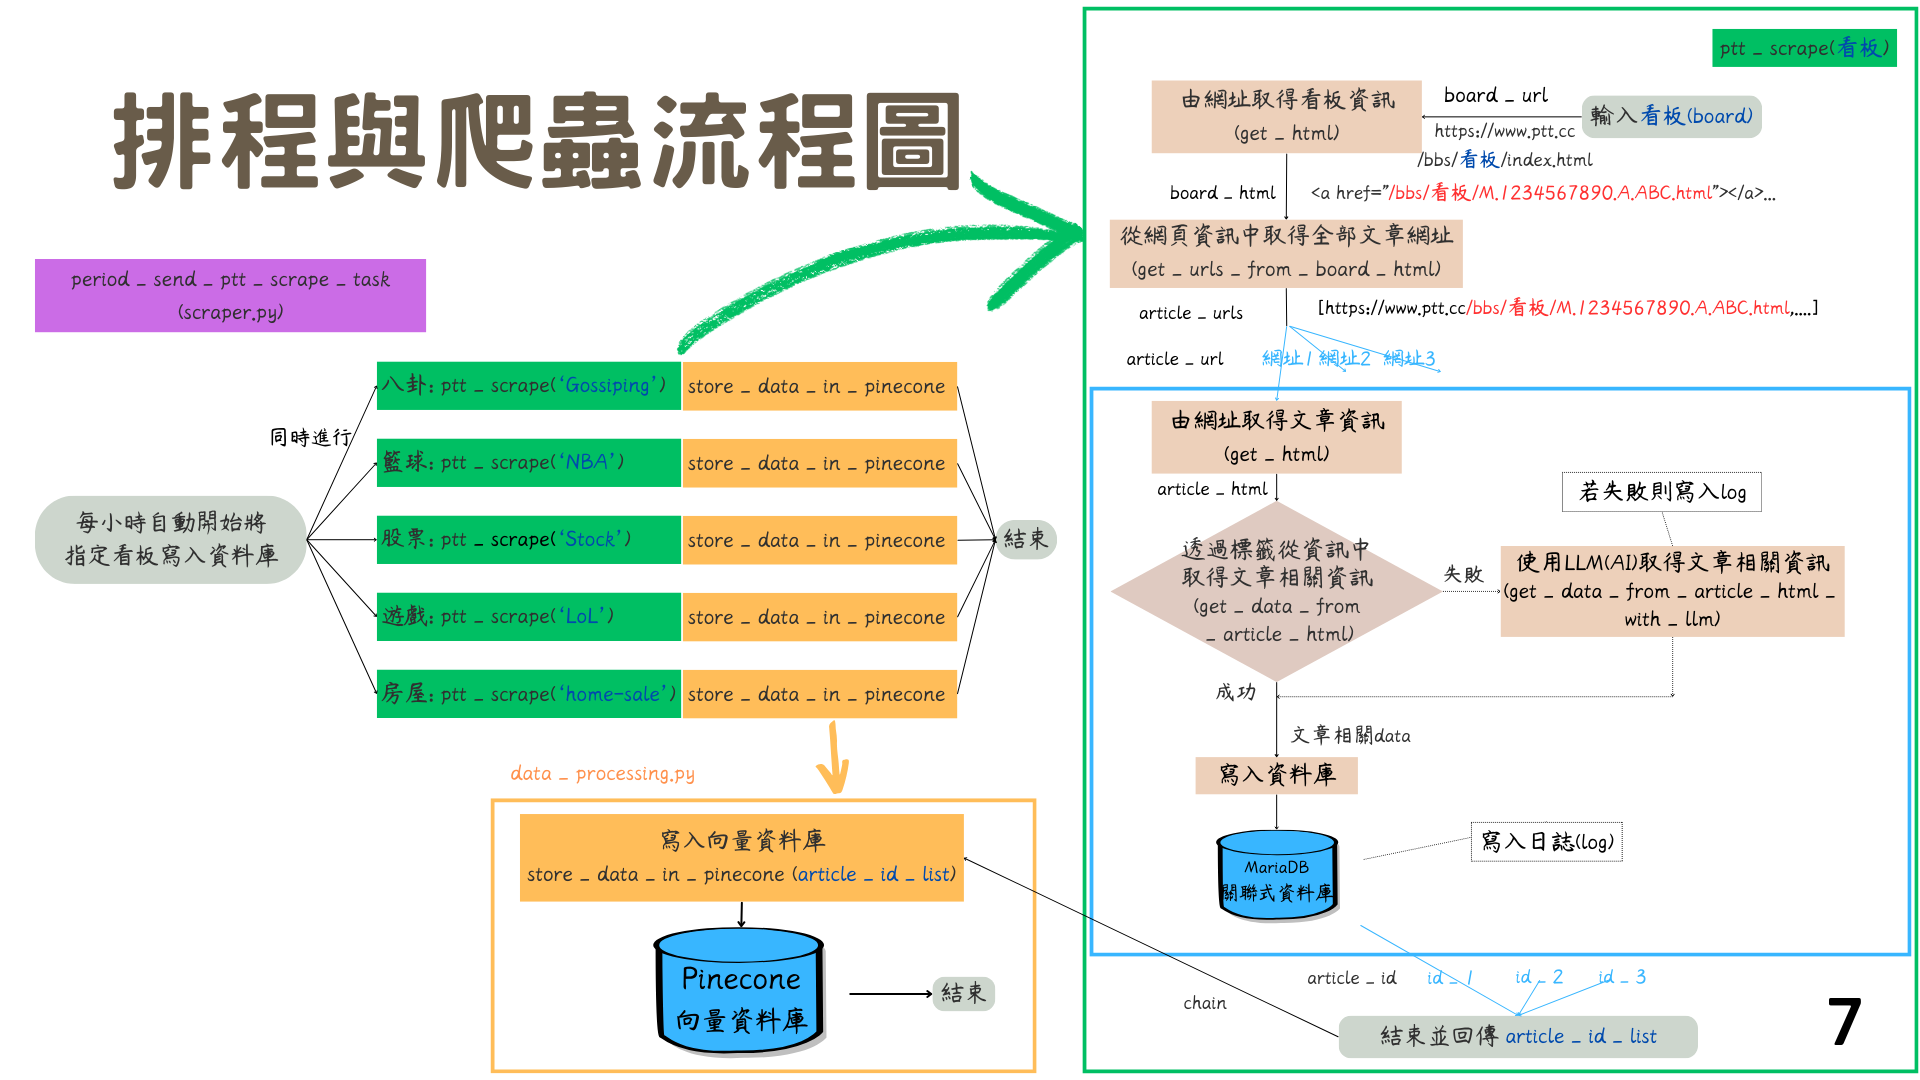 排程與爬蟲流程圖
period _ send _ ptt _ scrape _ task
(scraper.py)
同時進行
每小時自動開始將
指定看板寫入資料庫
八卦: ptt _ scrape('Gossiping')
store _ data _ in _ pinecone
籃球: ptt _ scrape('NBA')
store _ data _ in _ pinecone
股票: ptt _ scrape('Stock')
store _ data _ in _ pinecone
遊戲: ptt _ scrape('LoL')
store _ data _ in _ pinecone
房屋: ptt _ scrape('home-sale')
store _ data _ in _ pinecone
結束
data _ processing.py
寫入向量資料庫
store _ data _ in _ pinecone (article _ id _ list)
Pinecone
向量資料庫
結束
ptt _ scrape(看板)
輸入看板(board)
board _ url
https://www.ptt.cc
/bbs/看板/index.html
由網址取得看板資訊
(get _ html)
board _ html
<a href="/bbs/看板/M.1234567890.A.ABC.html"></a>...
從網頁資訊中取得全部文章網址
(get _ urls _ from _ board _ html)
article _ urls
[https://www.ptt.cc/bbs/看板/M.1234567890.A.ABC.html,....]
article _ url
網址1 網址2 網址3
由網址取得文章資訊
(get _ html)
article _ html
透過標籤從資訊中
取得文章相關資訊
(get _ data _ from
_ article _ html)
失敗
若失敗則寫入log
使用LLM(AI)取得文章相關資訊
(get _ data _ from _ article _ html _
with _ llm)
成功
文章相關data
寫入資料庫
MariaDB
關聯式資料庫
寫入日誌(log)
article _ id
id _ 1
id _ 2
id _ 3
chain
結束並回傳 article _ id _ list
7